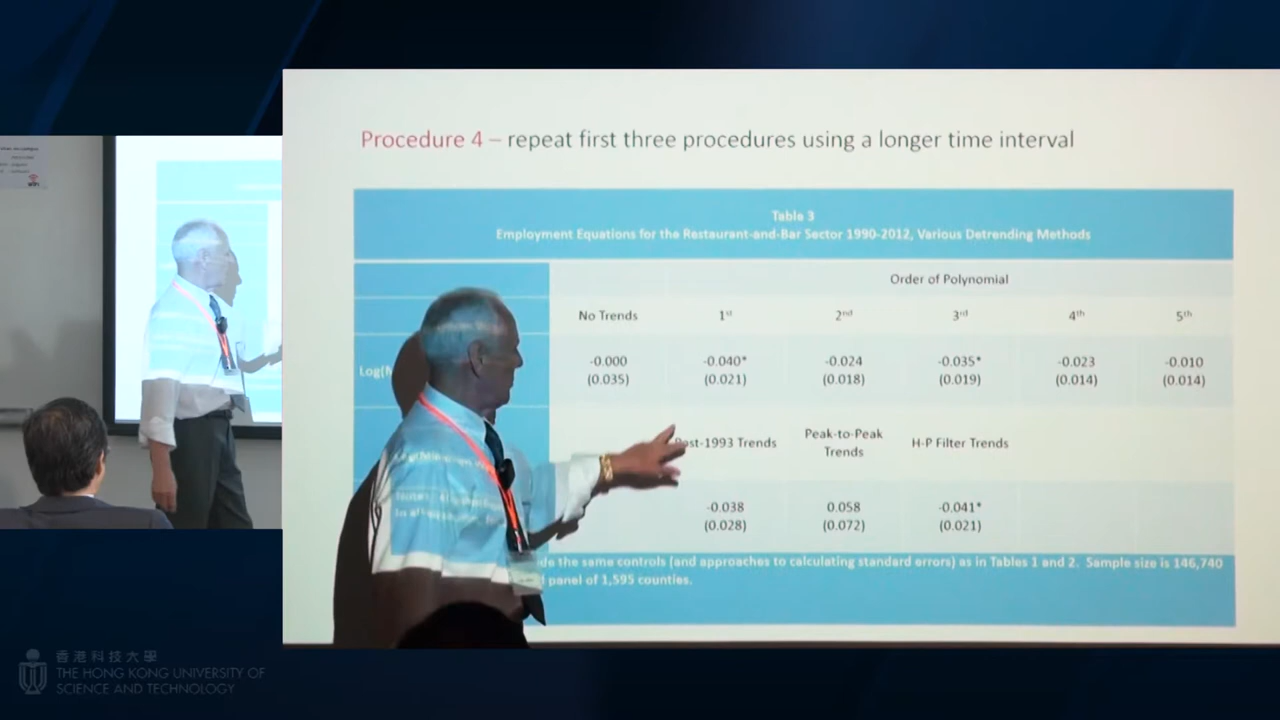 Procedure 4 – repeat first three procedures using a longer time interval
Table 3
Employment Equations for the Restaurant-and-Bar Sector 1990-2012, Various Detrending Methods
Order of Polynomial
No Trends 1st 2nd 3rd 4th 5th
-0.000 -0.040* -0.024 -0.035* -0.023 -0.010
(0.035) (0.021) (0.018) (0.019) (0.014) (0.014)
Post-1993 Trends Peak-to-Peak Trends H-P Filter Trends
-0.038 0.058 -0.041*
(0.028) (0.072) (0.021)
the same controls (and approaches to calculating standard errors) as in Tables 1 and 2. Sample size is 146,740
panel of 1,595 counties.
香港科技大學
THE HONG KONG UNIVERSITY OF
SCIENCE AND TECHNOLOGY